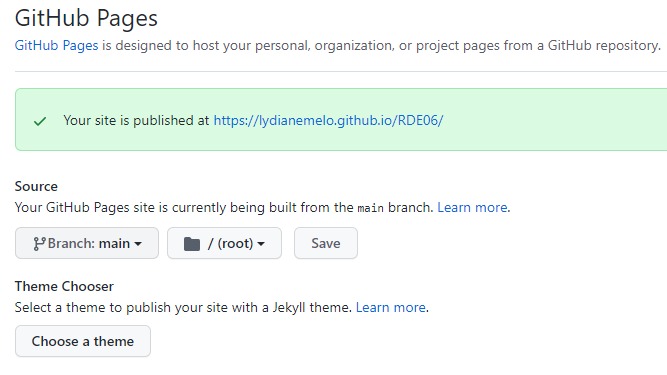 GitHub Pages
GitHub Pages is designed to host your personal, organization, or project pages from a GitHub repository.
Your site is published at https://lydianemelo.github.io/RDE06/
Source
Your GitHub Pages site is currently being built from the main branch. Learn more.
Branch: main / (root) Save
Theme Chooser
Select a theme to publish your site with a Jekyll theme. Learn more.
Choose a theme